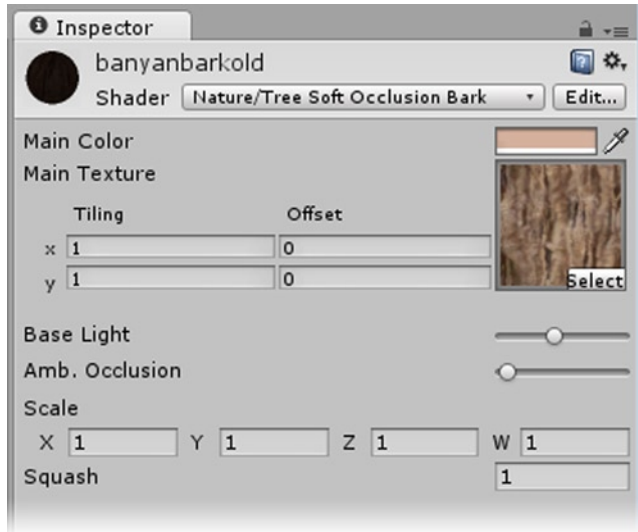 Inspector
banyanbarkold
Shader Nature/Tree Soft Occlusion Bark Edit...
Main Color
Main Texture
Tiling Offset
x 1 0
y 1 0
Select
Base Light
Amb. Occlusion
Scale
X 1 Y 1 Z 1 W 1
Squash 1